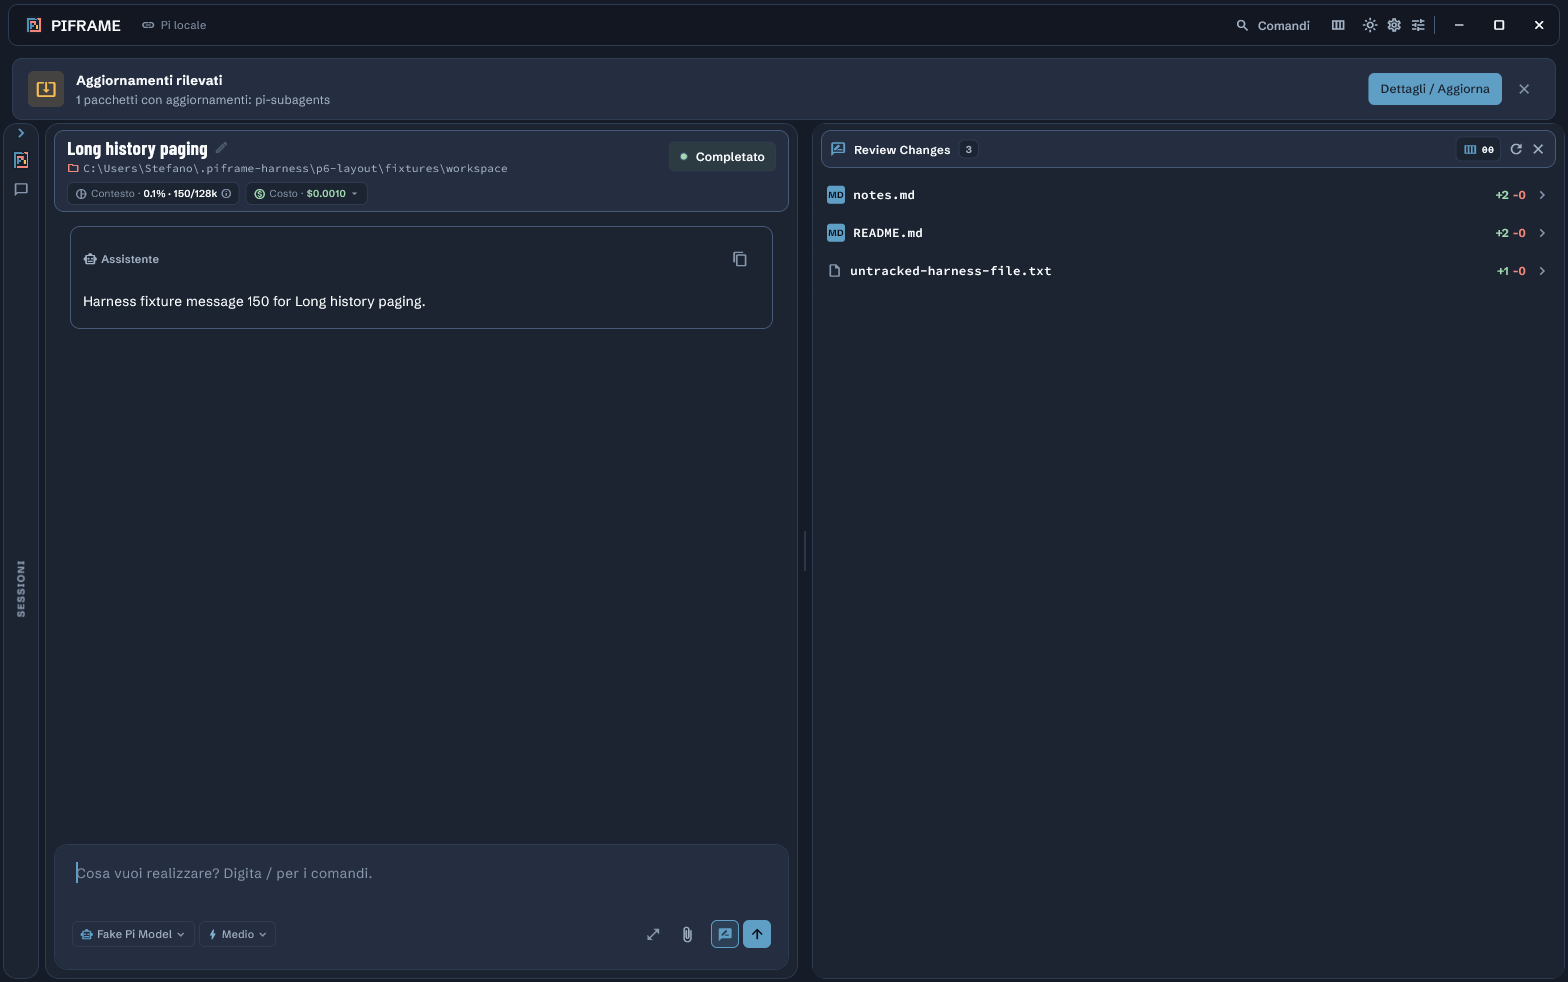 PIFRAME
Pi locale
Comandi
Aggiornamenti rilevati
1 pacchetti con aggiornamenti: pi-subagents
Dettagli / Aggiorna
SESSIONI
Long history paging
C:\Users\Stefano\.piframe-harness\p6-layout\fixtures\workspace
Contesto · 0.1% · 150/128k
Costo · $0.0010
Completato
Assistente
Harness fixture message 150 for Long history paging.
Cosa vuoi realizzare? Digita / per i comandi.
Fake Pi Model
Medio
Review Changes 3
MD notes.md +2 -0
MD README.md +2 -0
untracked-harness-file.txt +1 -0